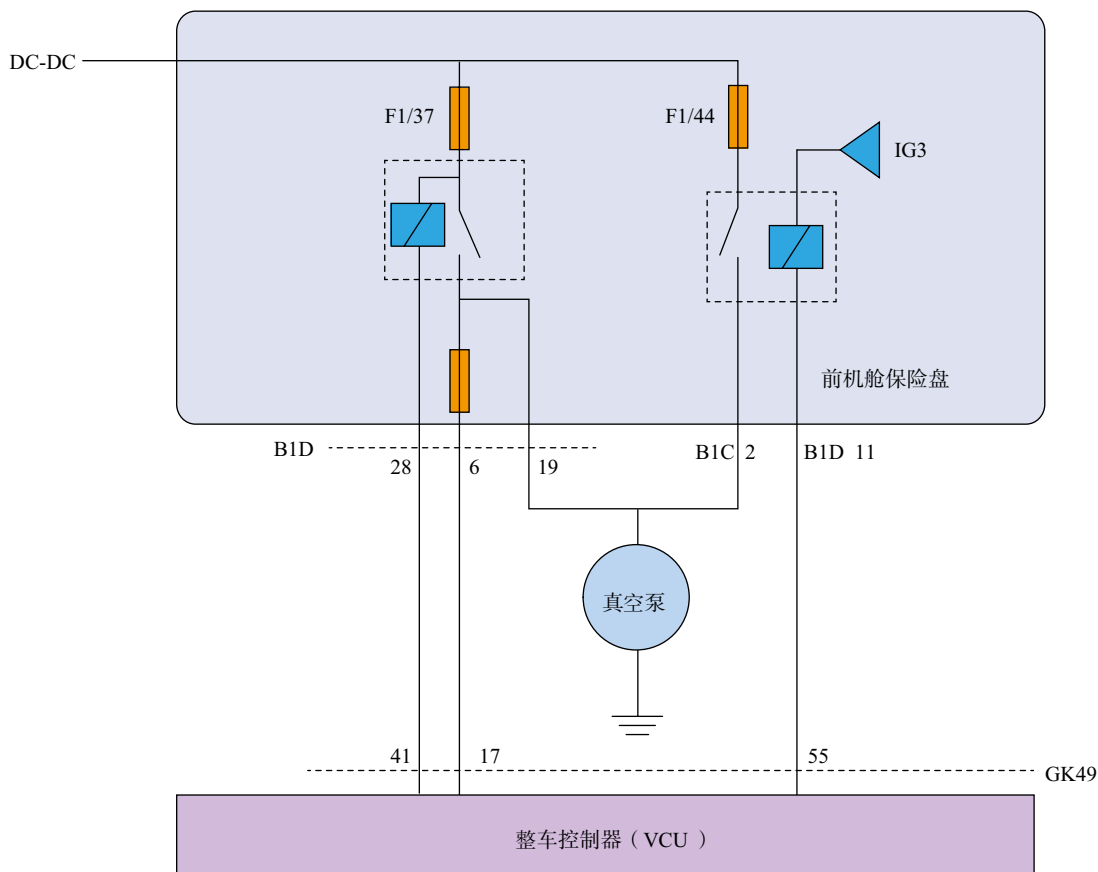 DC-DC
F1/37
F1/44
IG3
前机舱保险盘
B1D
28
6
19
B1C 2
B1D 11
真空泵
41
17
55
GK49
整车控制器（VCU ）